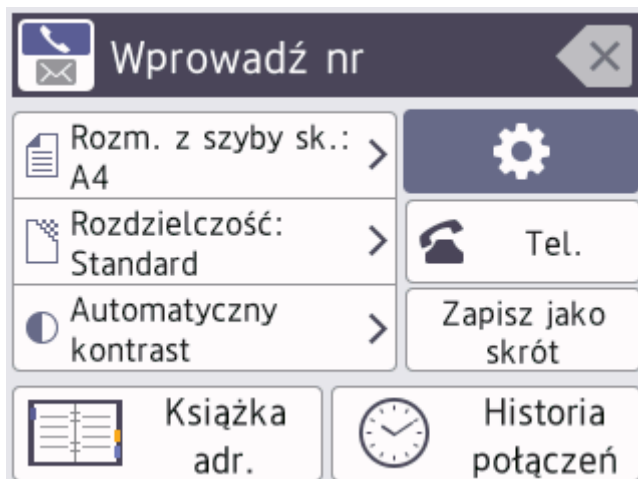 Wprowadź nr
Rozm. z szyby sk.:
A4
Rozdzielczość:
Standard
Tel.
Automatyczny
kontrast
Zapisz jako
skrót
Książka
adr.
Historia
połączeń